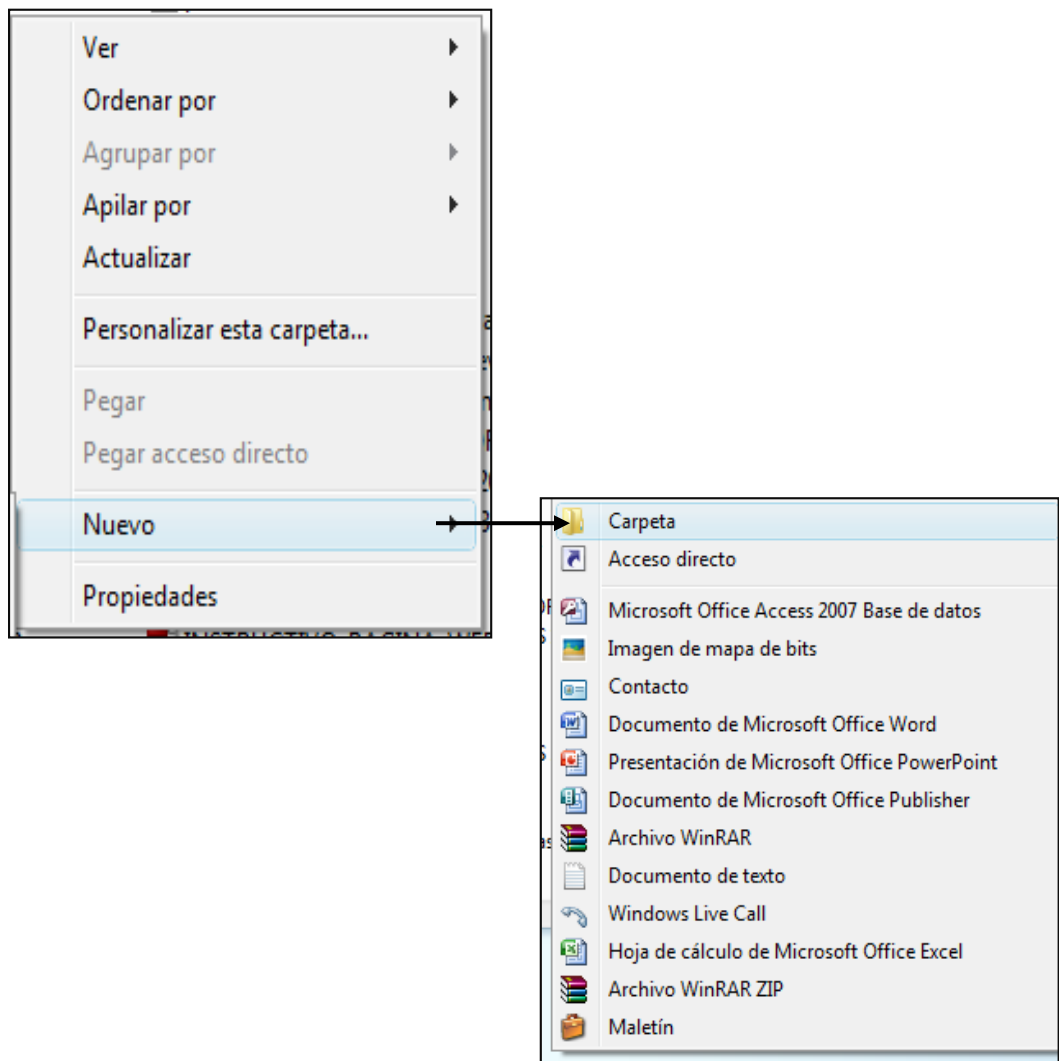 Ver
Ordenar por
Agrupar por
Apilar por
Actualizar
Personalizar esta carpeta...
Pegar
Pegar acceso directo
Nuevo
Propiedades
Carpeta
Acceso directo
Microsoft Office Access 2007 Base de datos
Imagen de mapa de bits
Contacto
Documento de Microsoft Office Word
Presentación de Microsoft Office PowerPoint
Documento de Microsoft Office Publisher
Archivo WinRAR
Documento de texto
Windows Live Call
Hoja de cálculo de Microsoft Office Excel
Archivo WinRAR ZIP
Maletín